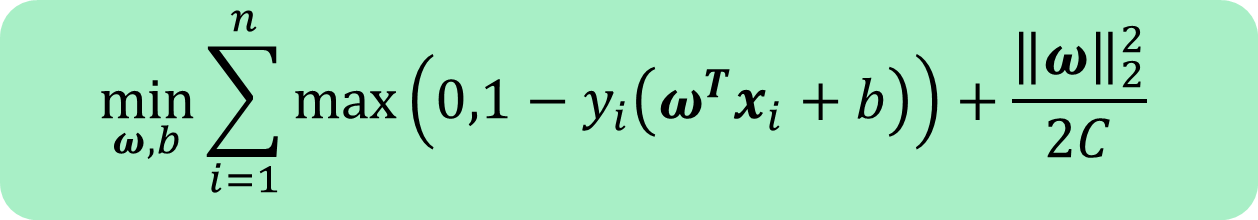 min_{ω,b} ∑_{i=1}^{n} max(0,1 − y_i(ω^T x_i + b)) + ‖ω‖_2^2 / 2C